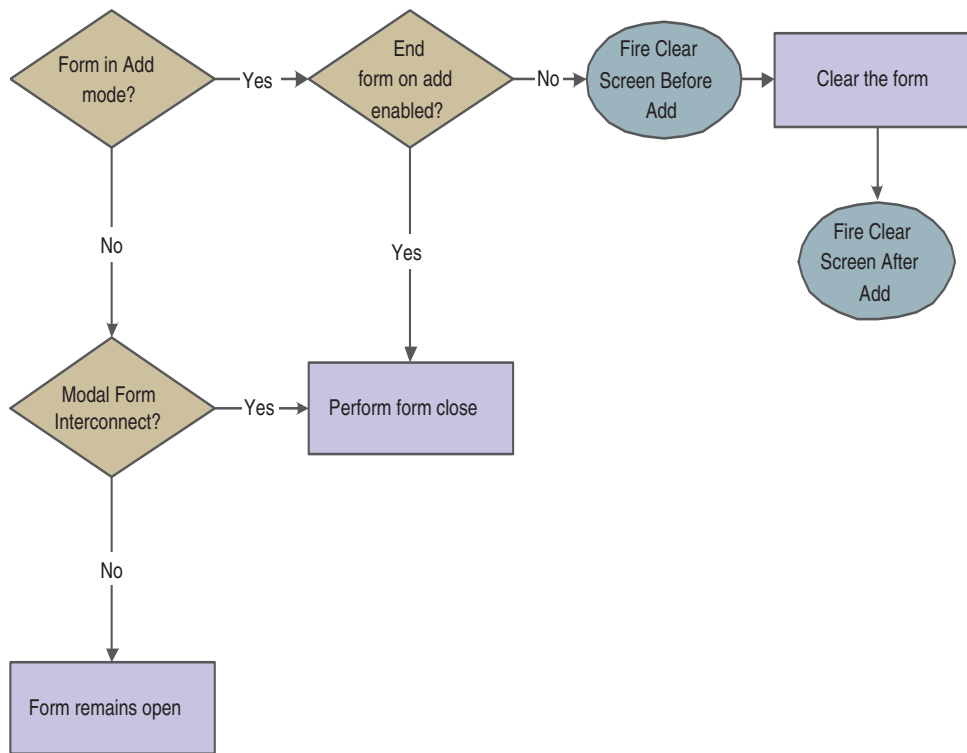 Form in Add
mode?
Yes
End
form on add
enabled?
No
Fire Clear
Screen Before
Add
Clear the form
No
Yes
Fire Clear
Screen After
Add
Modal Form
Interconnect?
Yes
Perform form close
No
Form remains open